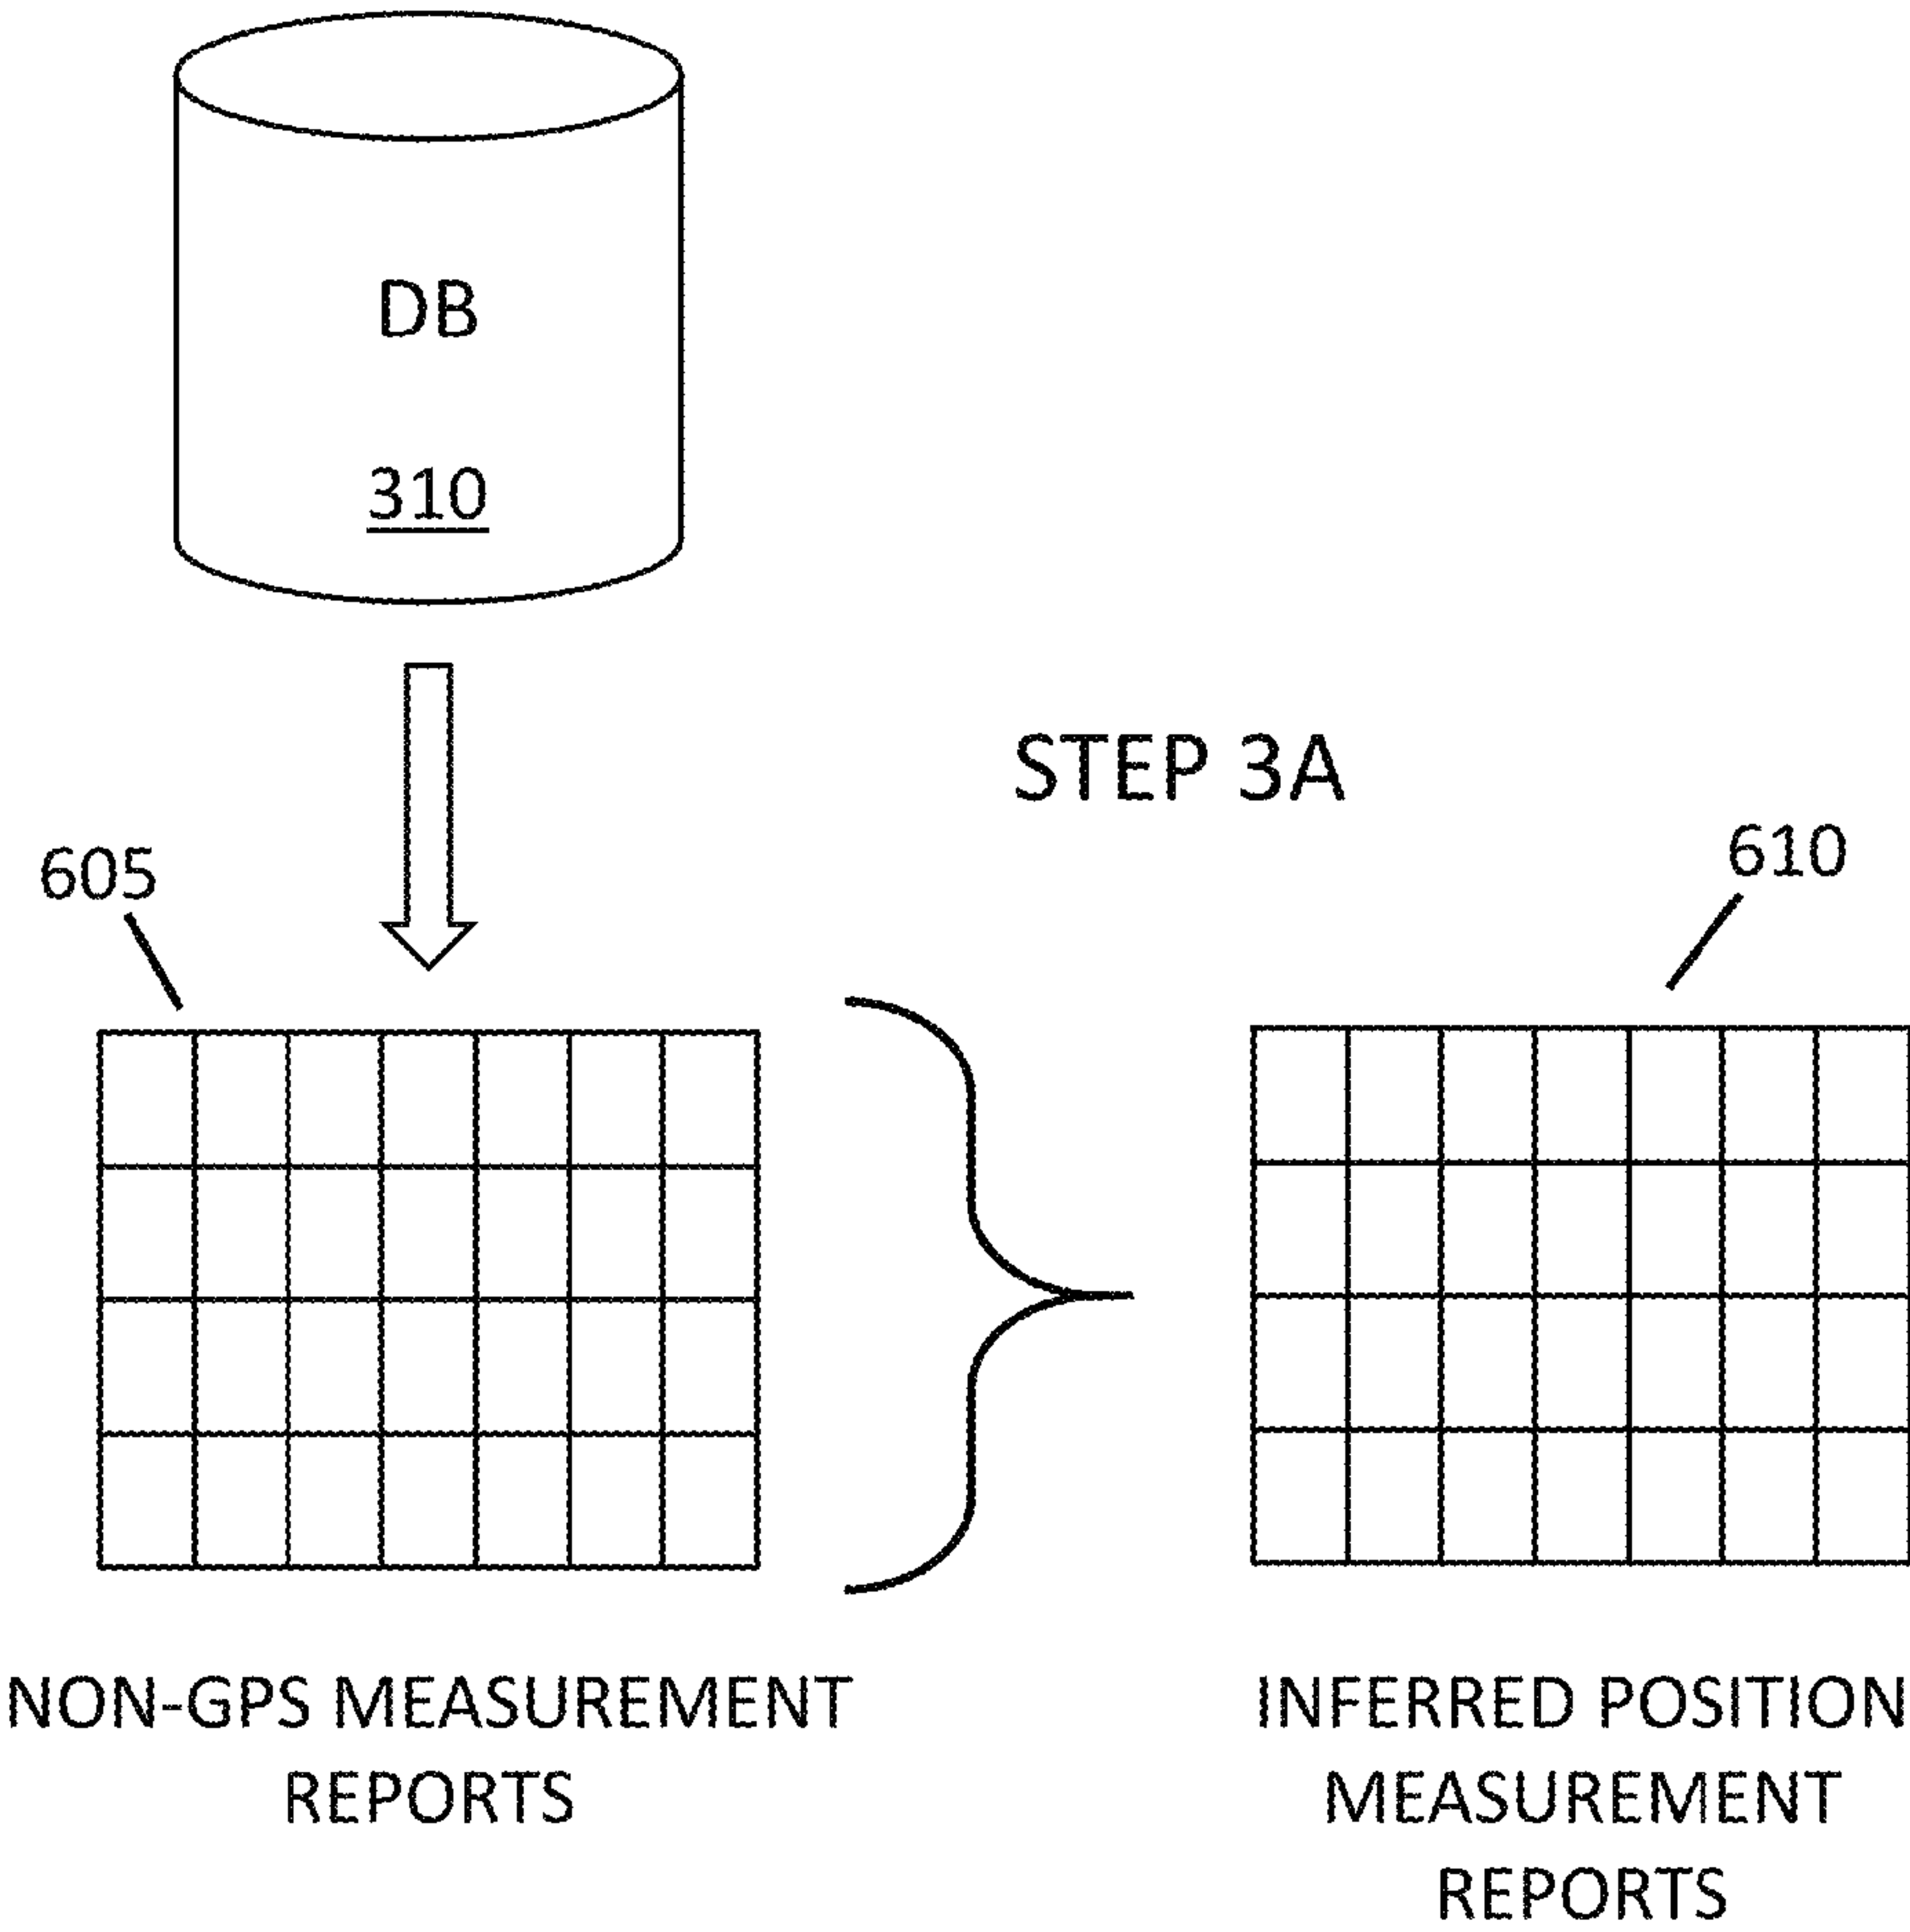 DB
310
STEP 3A
605
610
NON-GPS MEASUREMENT
REPORTS
INFERRED POSITION
MEASUREMENT
REPORTS